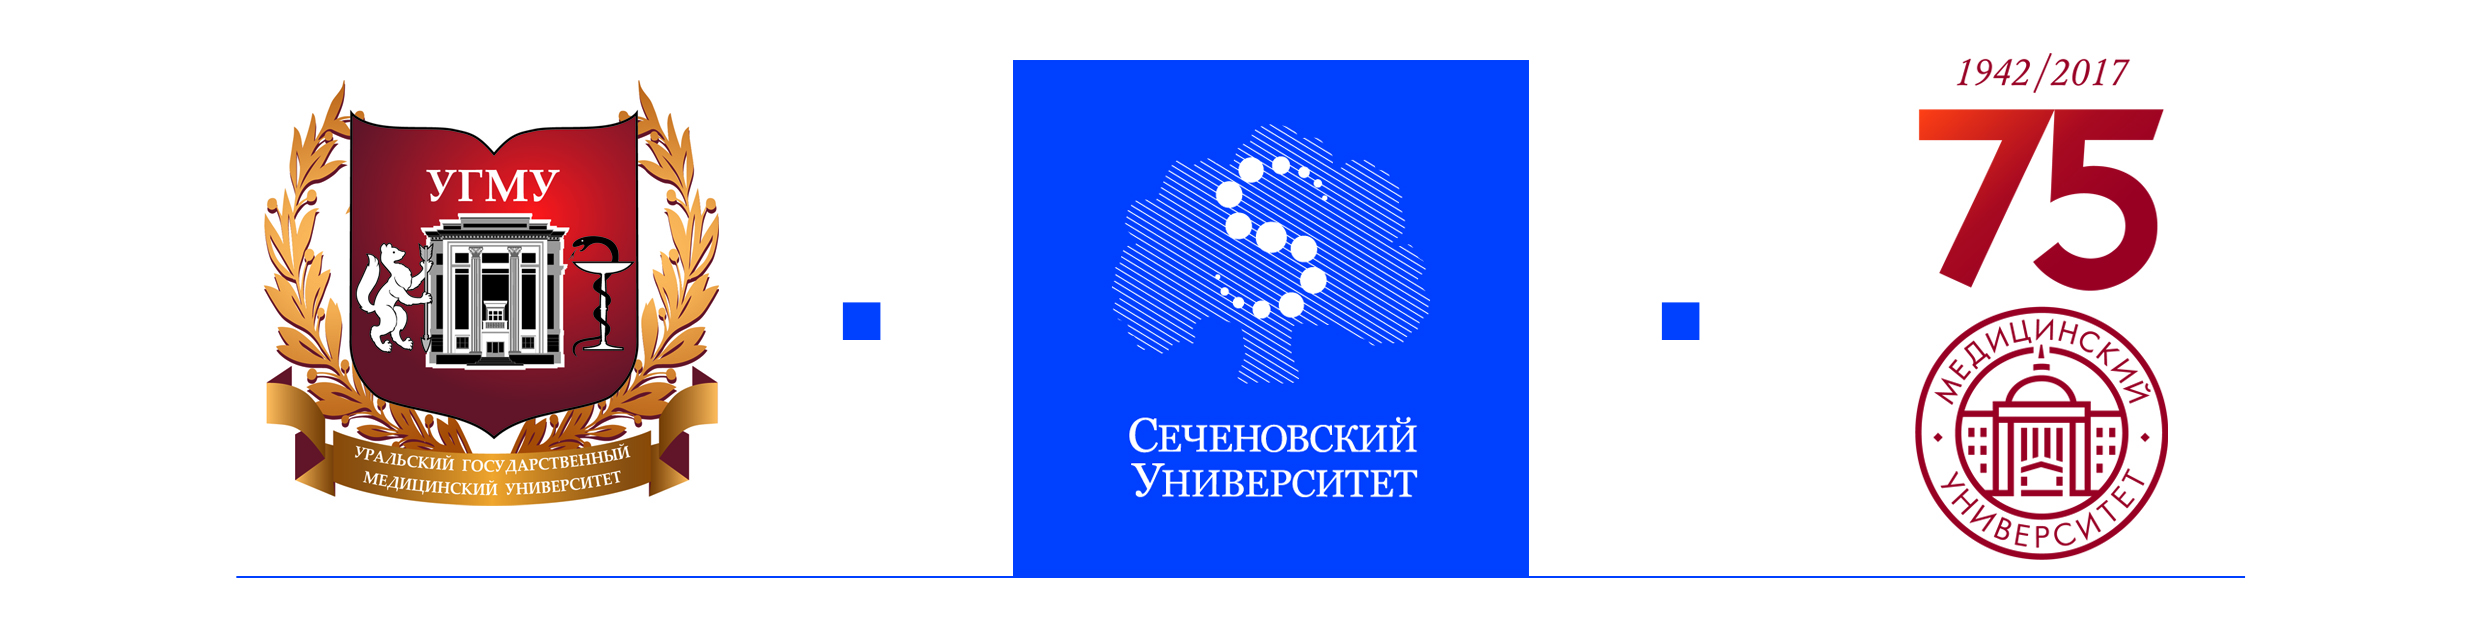 УГМУ
УРАЛЬСКИЙ ГОСУДАРСТВЕННЫЙ
МЕДИЦИНСКИЙ УНИВЕРСИТЕТ
СЕЧЕНОВСКИЙ
УНИВЕРСИТЕТ
1942/2017
75
МЕДИЦИНСКИЙ
УНИВЕРСИТЕТ